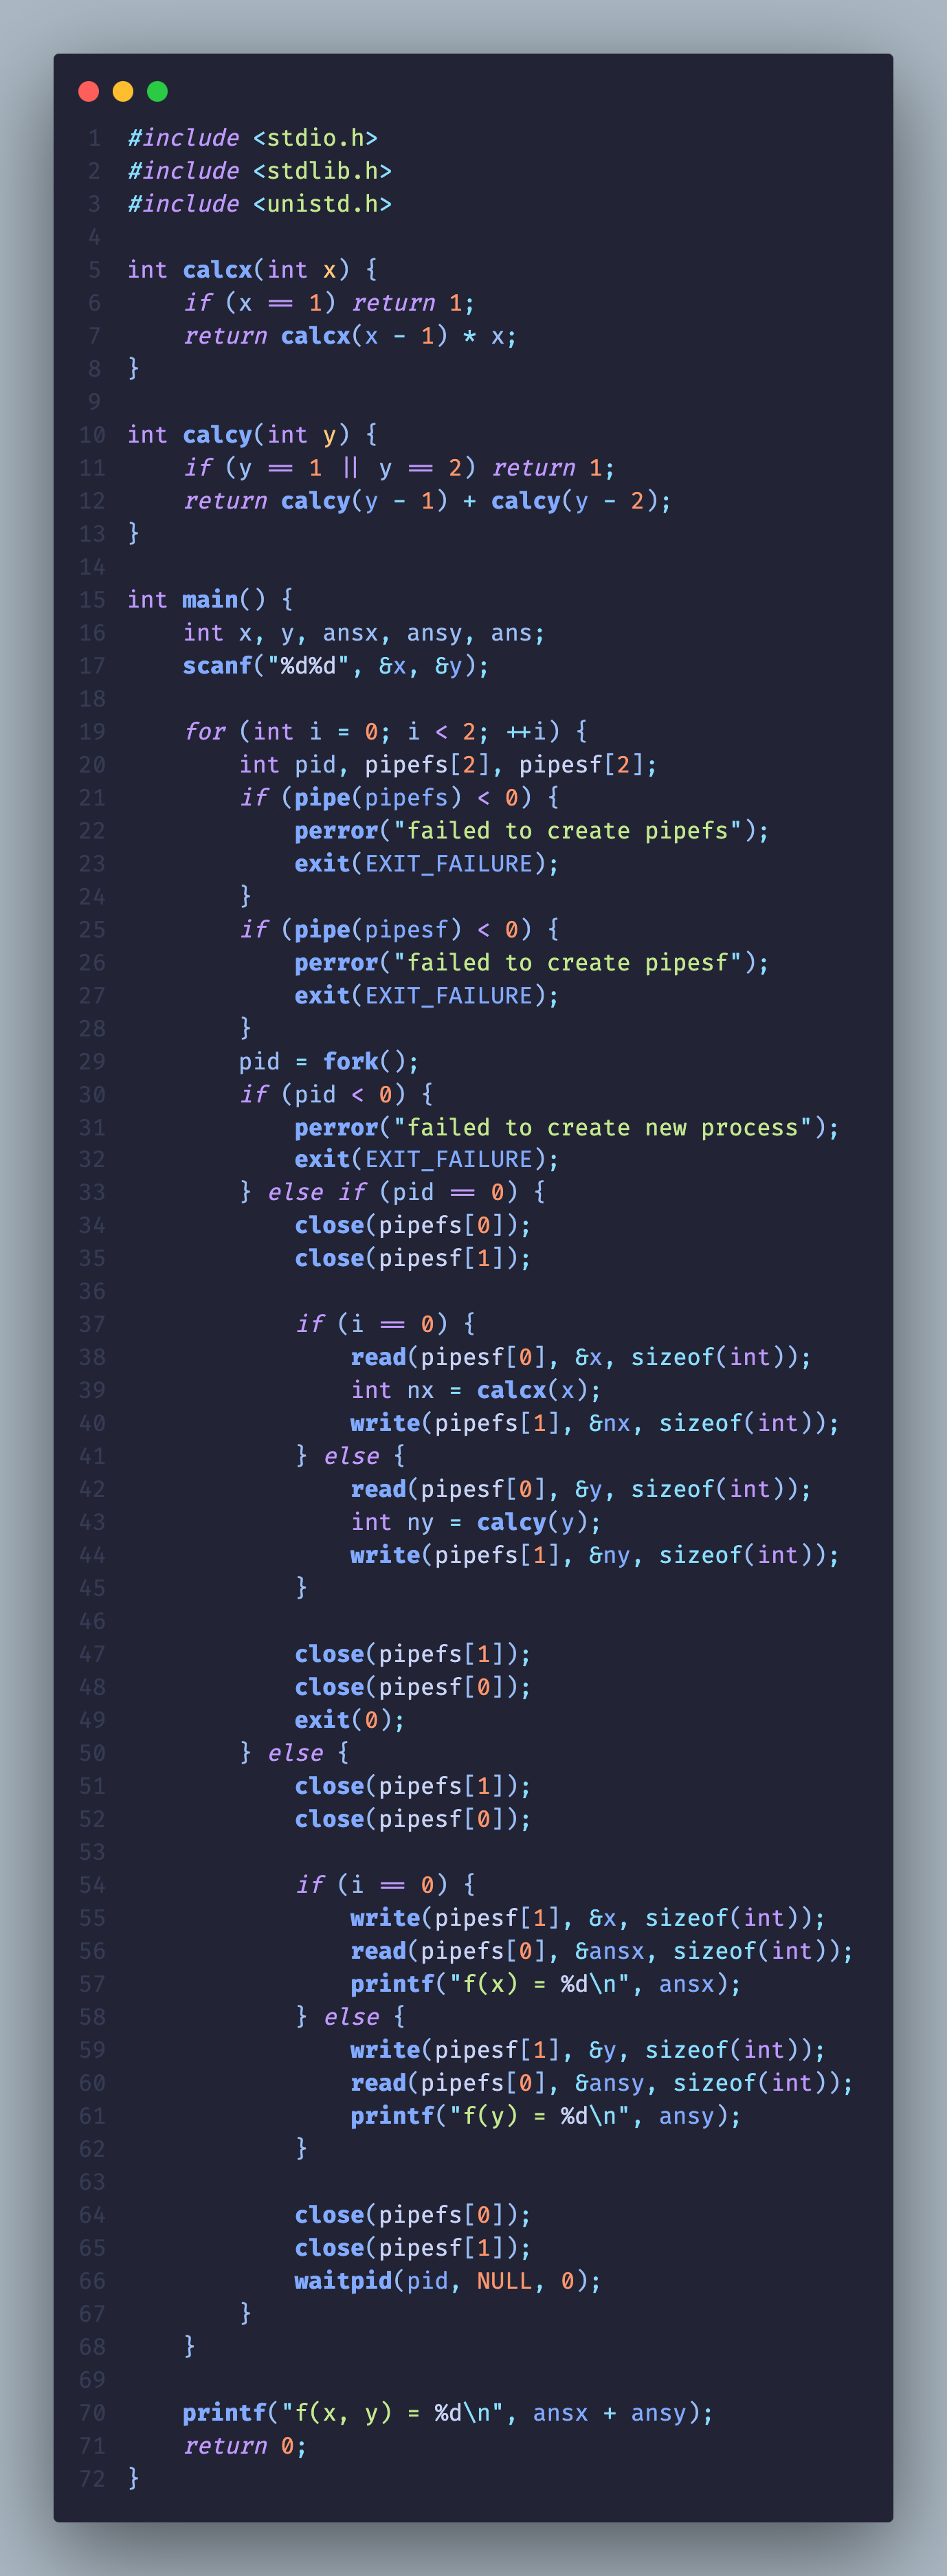 1 #include <stdio.h>
2 #include <stdlib.h>
3 #include <unistd.h>
4
5 int calcx(int x) {
6     if (x == 1) return 1;
7     return calcx(x - 1) * x;
8 }
9
10 int calcy(int y) {
11     if (y == 1 || y == 2) return 1;
12     return calcy(y - 1) + calcy(y - 2);
13 }
14
15 int main() {
16     int x, y, ansx, ansy, ans;
17     scanf("%d%d", &x, &y);
18
19     for (int i = 0; i < 2; ++i) {
20         int pid, pipefs[2], pipesf[2];
21         if (pipe(pipefs) < 0) {
22             perror("failed to create pipefs");
23             exit(EXIT_FAILURE);
24         }
25         if (pipe(pipesf) < 0) {
26             perror("failed to create pipesf");
27             exit(EXIT_FAILURE);
28         }
29         pid = fork();
30         if (pid < 0) {
31             perror("failed to create new process");
32             exit(EXIT_FAILURE);
33         } else if (pid == 0) {
34             close(pipefs[0]);
35             close(pipesf[1]);
36
37             if (i == 0) {
38                 read(pipesf[0], &x, sizeof(int));
39                 int nx = calcx(x);
40                 write(pipefs[1], &nx, sizeof(int));
41             } else {
42                 read(pipesf[0], &y, sizeof(int));
43                 int ny = calcy(y);
44                 write(pipefs[1], &ny, sizeof(int));
45             }
46
47             close(pipefs[1]);
48             close(pipesf[0]);
49             exit(0);
50         } else {
51             close(pipefs[1]);
52             close(pipesf[0]);
53
54             if (i == 0) {
55                 write(pipesf[1], &x, sizeof(int));
56                 read(pipefs[0], &ansx, sizeof(int));
57                 printf("f(x) = %d\n", ansx);
58             } else {
59                 write(pipesf[1], &y, sizeof(int));
60                 read(pipefs[0], &ansy, sizeof(int));
61                 printf("f(y) = %d\n", ansy);
62             }
63
64             close(pipefs[0]);
65             close(pipesf[1]);
66             waitpid(pid, NULL, 0);
67         }
68     }
69
70     printf("f(x, y) = %d\n", ansx + ansy);
71     return 0;
72 }